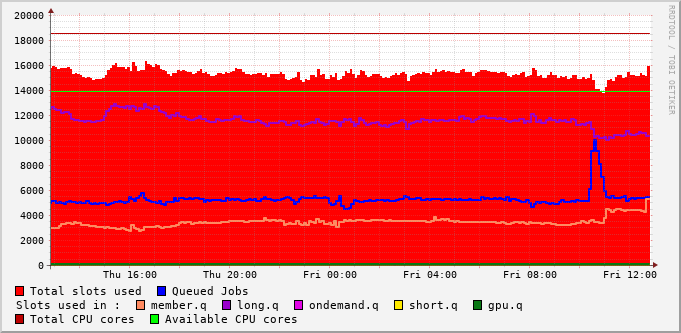 20000
18000
16000
14000
12000
10000
8000
6000
4000
2000
0
Thu 16:00 Thu 20:00 Fri 00:00 Fri 04:00 Fri 08:00 Fri 12:00
RRDTOOL / TOBI OETIKER
Total slots used Queued Jobs
Slots used in : member.q long.q ondemand.q short.q gpu.q
Total CPU cores Available CPU cores